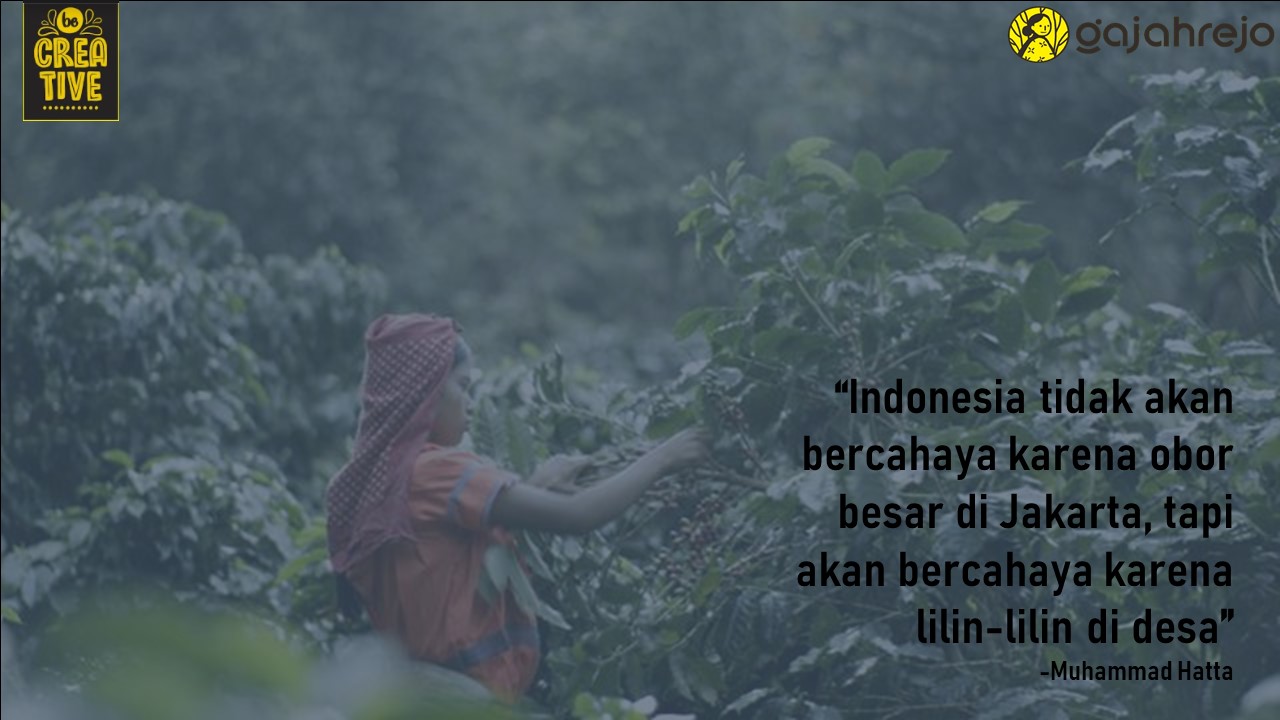 be
CREA
TIVE
gajahrejo
“Indonesia tidak akan
bercahaya karena obor
besar di Jakarta, tapi
akan bercahaya karena
lilin-lilin di desa”
-Muhammad Hatta